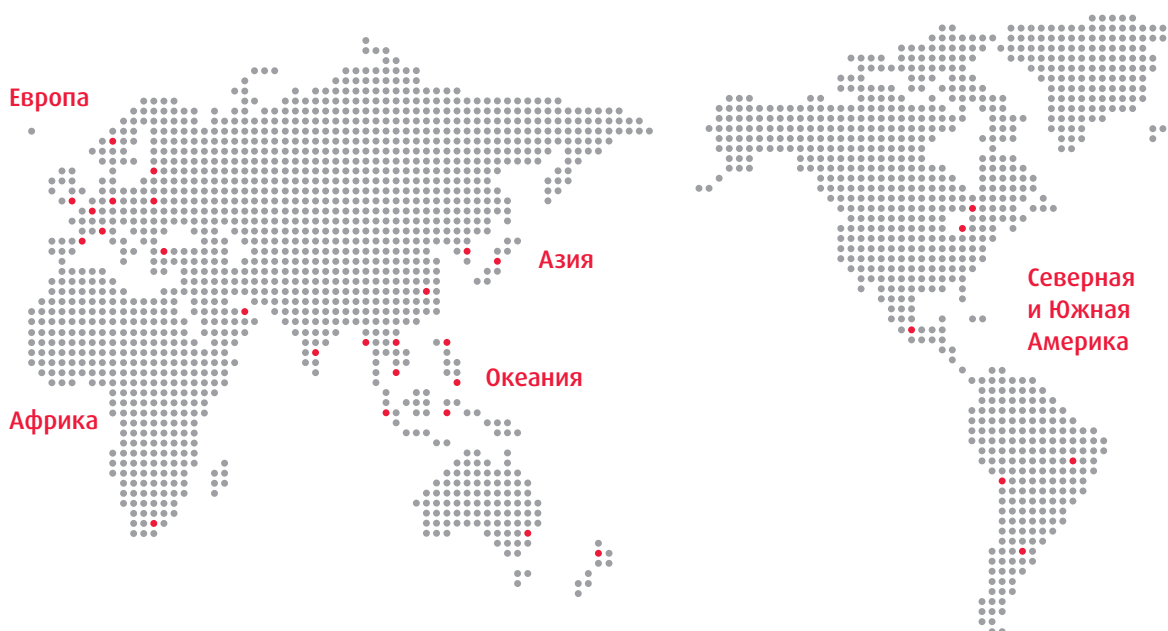 Европа
Азия
Северная
и Южная
Америка
Океания
Африка